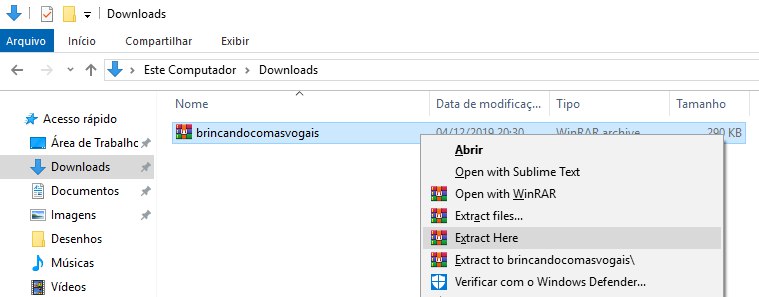 Downloads
Arquivo Início Compartilhar Exibir
Este Computador Downloads
Nome Data de modificaç... Tipo Tamanho
Acesso rápido
Área de Trabalho
Downloads
Documentos
Imagens
Desenhos
Músicas
Vídeos
brincandocomasvogais 04/12/2019 20:30 WinRAR archive 290 KB
Abrir
Open with Sublime Text
Open with WinRAR
Extract files...
Extract Here
Extract to brincandocomasvogais\
Verificar com o Windows Defender...